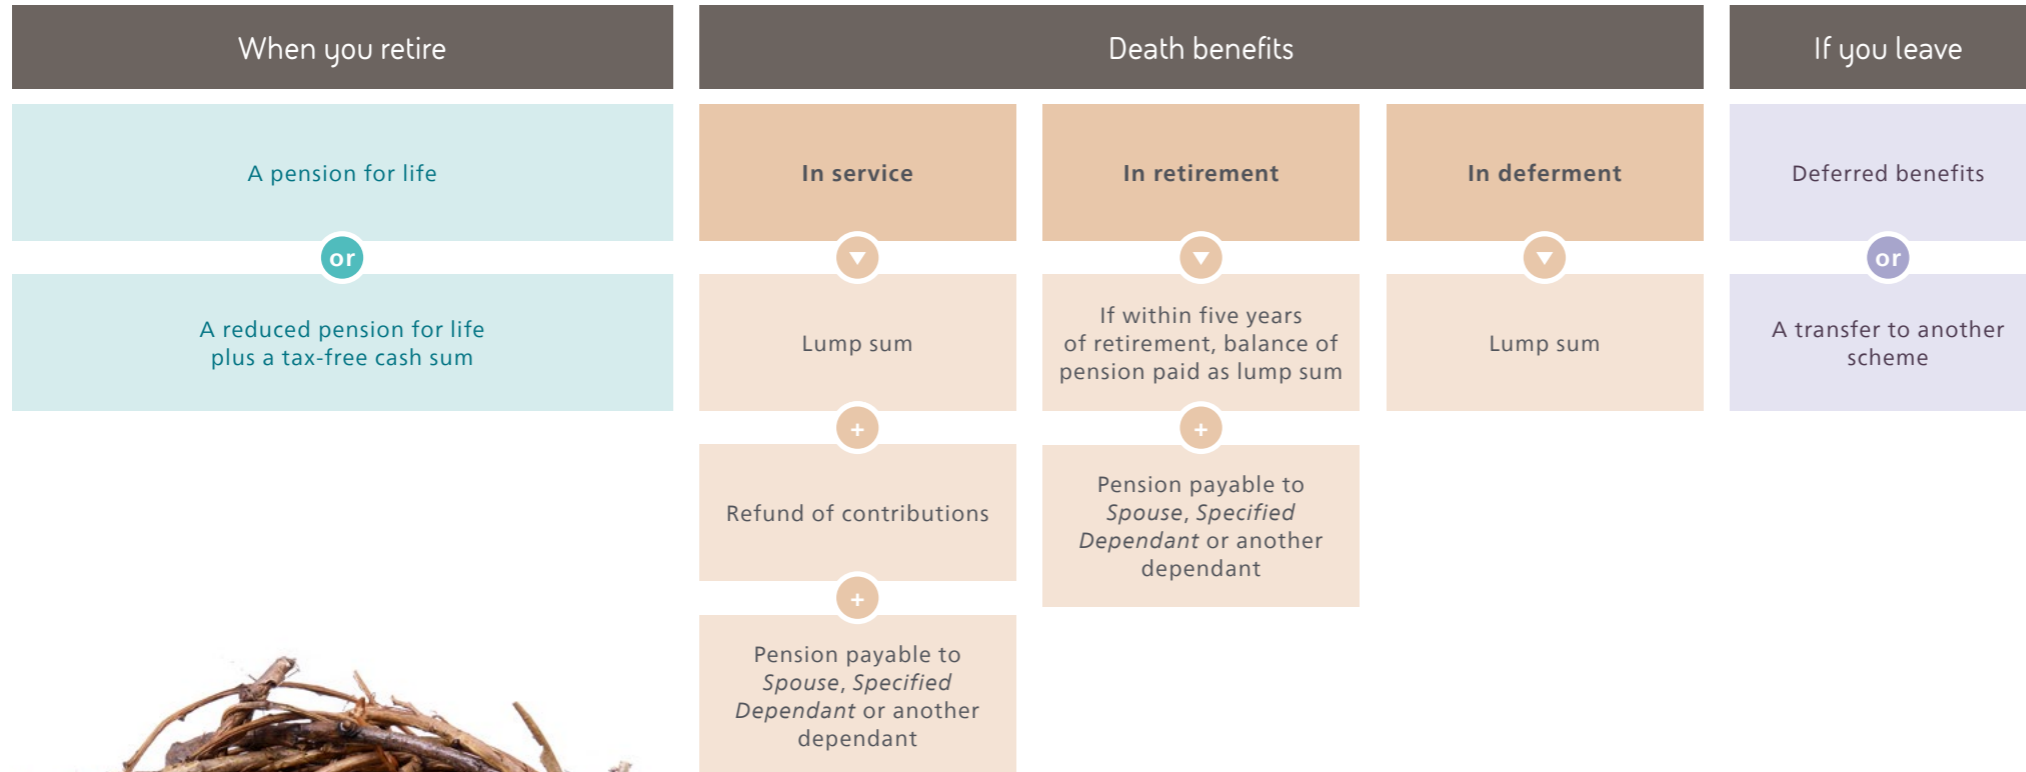 When you retire
A pension for life
or
A reduced pension for life
plus a tax-free cash sum
Death benefits
In service
Lump sum
+
Refund of contributions
+
Pension payable to
Spouse, Specified
Dependant or another
dependant
In retirement
If within five years
of retirement, balance of
pension paid as lump sum
+
Pension payable to
Spouse, Specified
Dependant or another
dependant
In deferment
Lump sum
If you leave
Deferred benefits
or
A transfer to another
scheme